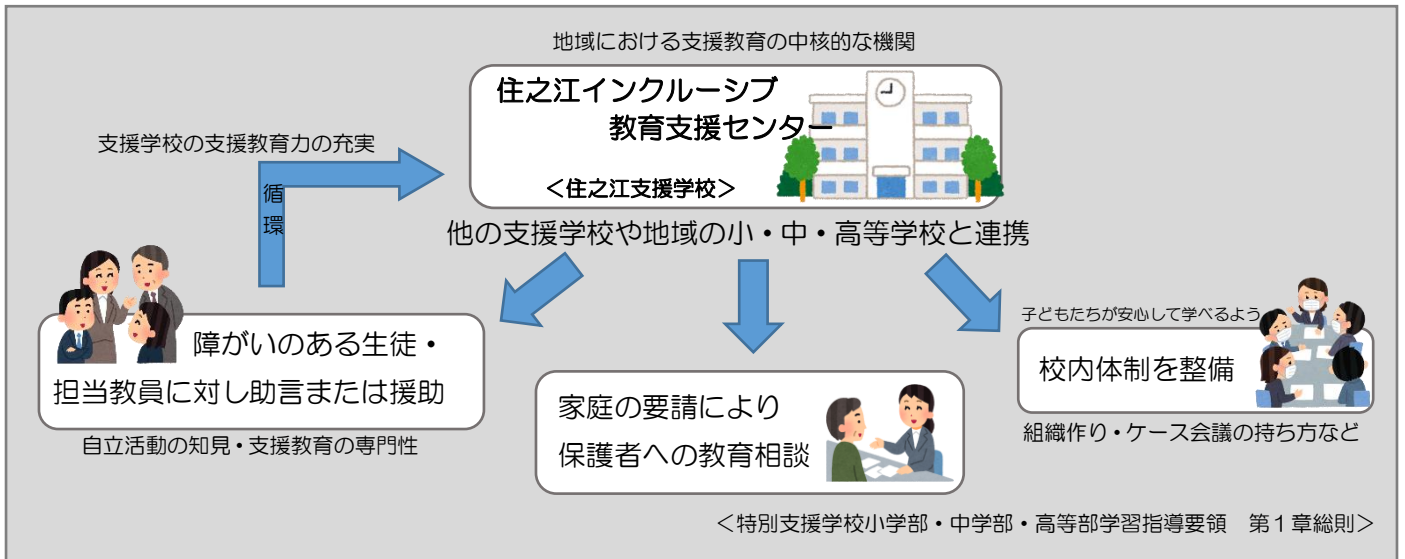 地域における支援教育の中核的な機関
住之江インクルーシブ
教育支援センター
＜住之江支援学校＞
支援学校の支援教育力の充実
循
環
他の支援学校や地域の小・中・高等学校と連携
障がいのある生徒・
担当教員に対し助言または援助
自立活動の知見・支援教育の専門性
家庭の要請により
保護者への教育相談
子どもたちが安心して学べるよう
校内体制を整備
組織作り・ケース会議の持ち方など
＜特別支援学校小学部・中学部・高等部学習指導要領　第１章総則＞